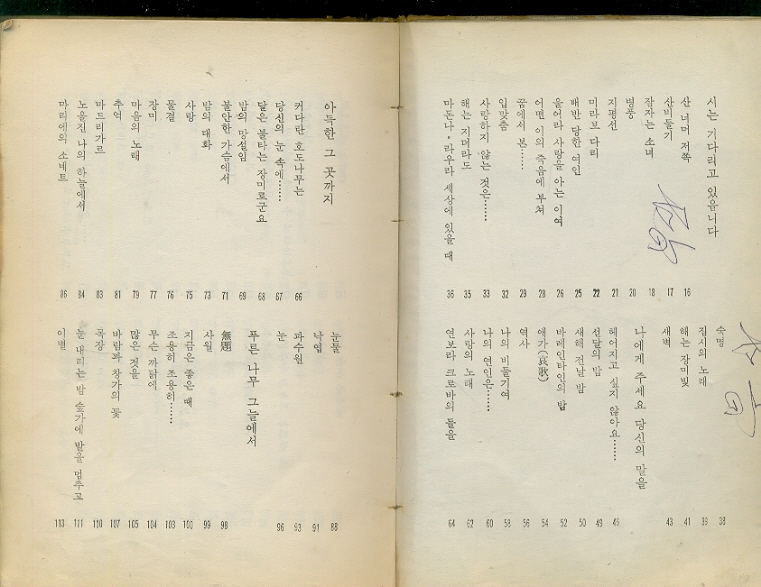 시는 기다리고 있읍니다
산 너머 저쪽 16
산비둘기 17
잠자는 소녀 18
병풍 20
지평선 21
미라보 다리 22
배반 당한 여인 25
울어라 사랑을 아는 이여 26
어떤 이의 죽음에 부쳐 28
꿈에서 본…… 29
입맞춤 32
사랑하지 않는 것은…… 33
해는 지더라도 35
마돈나・라우라 세상에 있을 때 36
숙명 38
집시의 노래 39
해는 장미빛 41
새벽 43
나에게 주세요 당신의 말을
헤어지고 싶지 않아요…… 45
섣달의 밤 49
새해 전날 밤 50
바레인타인의 밤 52
애가(哀歌) 54
역사 56
나의 비둘기여 58
나의 연인은…… 60
사랑의 노래 62
연보라 크로바의 들을 64
아득한 그 곳까지
커다란 호도나무는 66
당신의 눈 속에…… 67
달은 불타는 장미로군요 68
밤의 망설임 69
불안한 가슴에서 71
밤의 대화 73
사랑 75
물결 76
장미 77
마음의 노래 79
추억 81
마드리가르 83
노을진 나의 하늘에서 84
마리에의 소네트 86
눈물 88
낙엽 91
파수원 93
눈 96
푸른 나무 그늘에서
無題 98
사월 99
지금은 좋은 때 100
조용히 조용히…… 103
무슨 까닭에 104
많은 것을 105
바람과 창가의 꽃 107
목장 110
눈 내리는 밤 숲가에 발을 멈추고 111
이별 113